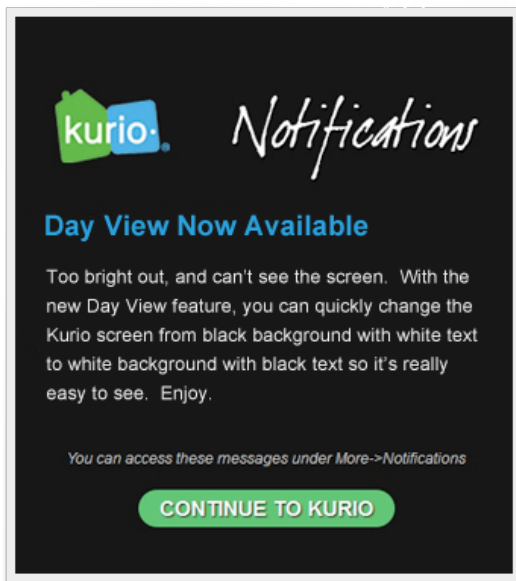 kurio®
Notifications
Day View Now Available
Too bright out, and can't see the screen.  With the
new Day View feature, you can quickly change the
Kurio screen from black background with white text
to white background with black text so it's really
easy to see.  Enjoy.
You can access these messages under More->Notifications
CONTINUE TO KURIO